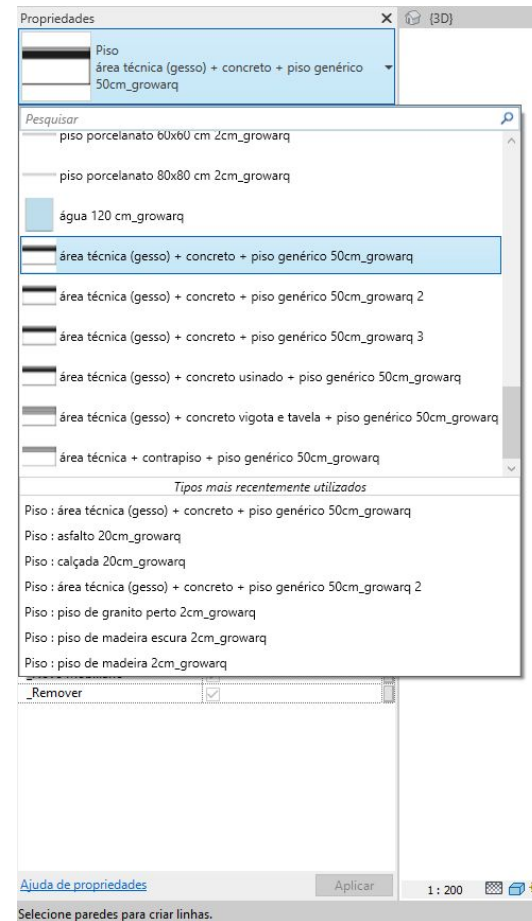 Propriedades
{3D}
Piso
área técnica (gesso) + concreto + piso genérico
50cm_growarq
Pesquisar
piso porcelanato 60x60 cm 2cm_growarq
piso porcelanato 80x80 cm 2cm_growarq
água 120 cm_growarq
área técnica (gesso) + concreto + piso genérico 50cm_growarq
área técnica (gesso) + concreto + piso genérico 50cm_growarq 2
área técnica (gesso) + concreto + piso genérico 50cm_growarq 3
área técnica (gesso) + concreto usinado + piso genérico 50cm_growarq
área técnica (gesso) + concreto vigota e tavela + piso genérico 50cm_growarq
área técnica + contrapiso + piso genérico 50cm_growarq
Tipos mais recentemente utilizados
Piso : área técnica (gesso) + concreto + piso genérico 50cm_growarq
Piso : asfalto 20cm_growarq
Piso : calçada 20cm_growarq
Piso : área técnica (gesso) + concreto + piso genérico 50cm_growarq 2
Piso : piso de granito perto 2cm_growarq
Piso : piso de madeira escura 2cm_growarq
Piso : piso de madeira 2cm_growarq
_Remover
Ajuda de propriedades
Aplicar
1 : 200
Selecione paredes para criar linhas.